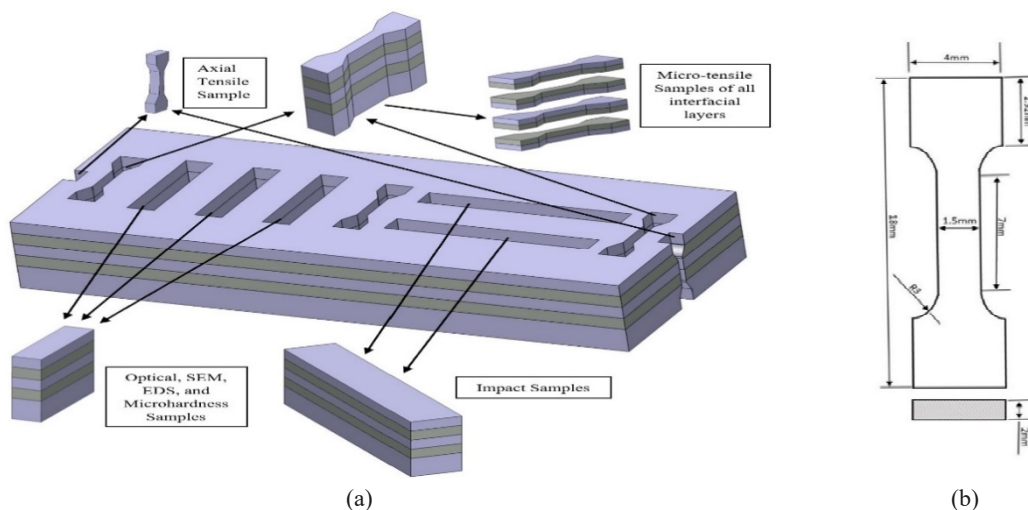 Axial
Tensile
Sample
Micro-tensile
Samples of all
interfacial
layers
Optical, SEM,
EDS, and
Microhardness
Samples
Impact Samples
(a)
4mm
18mm
1.5mm
7mm
R3
2mm
(b)